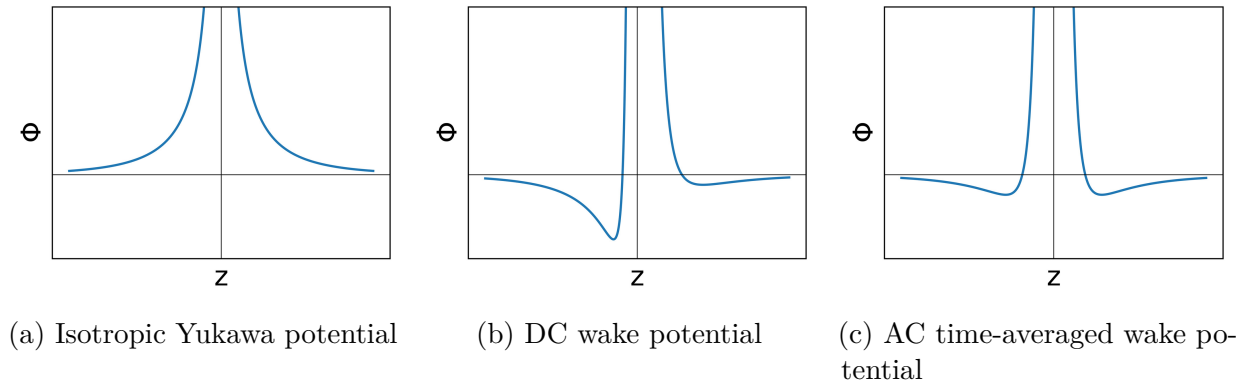 Φ
z
Φ
z
Φ
z
(a) Isotropic Yukawa potential
(b) DC wake potential
(c) AC time-averaged wake po-
tential